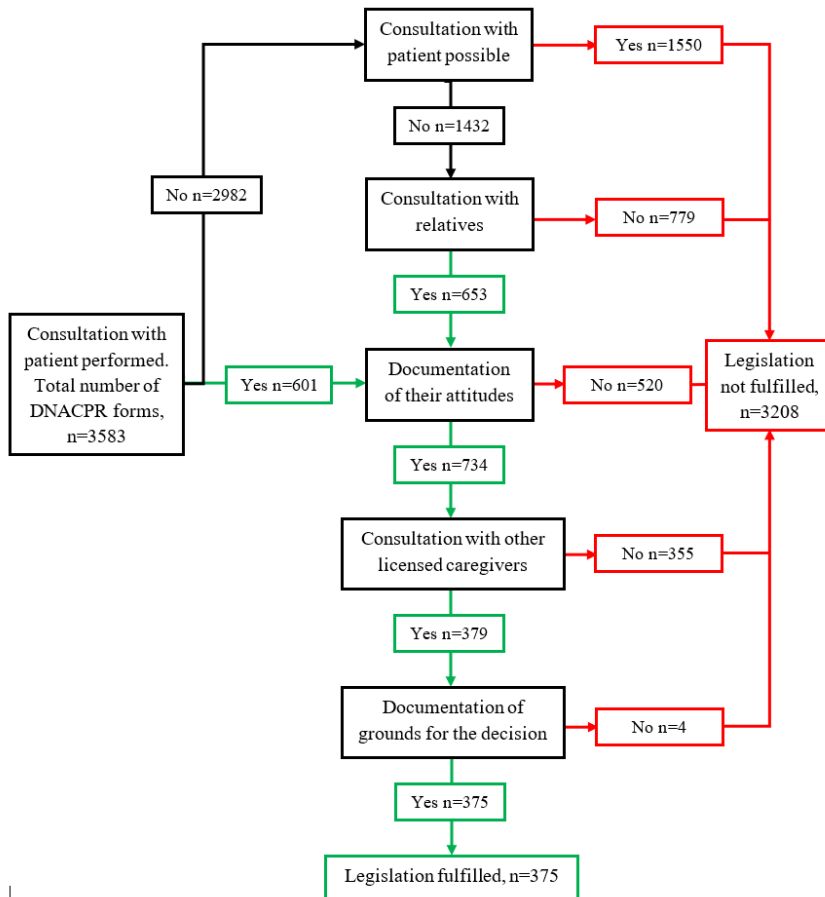 Consultation with
patient possible
Yes n=1550
No n=1432
No n=2982
Consultation with
relatives
No n=779
Yes n=653
Consultation with
patient performed.
Total number of
DNACPR forms,
n=3583
Yes n=601
Documentation
of their attitudes
No n=520
Legislation
not fulfilled,
n=3208
Yes n=734
Consultation with other
licensed caregivers
No n=355
Yes n=379
Documentation of
grounds for the decision
No n=4
Yes n=375
Legislation fulfilled, n=375